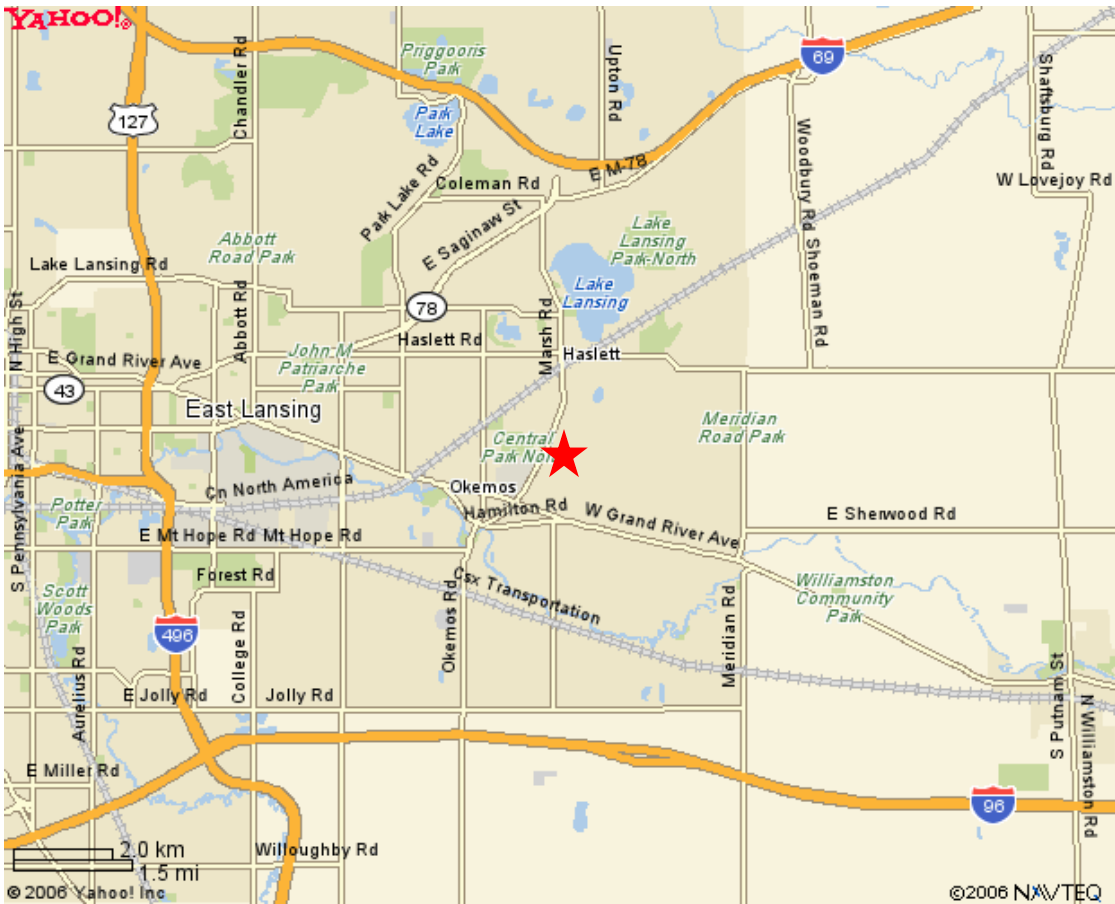 YAHOO!®
Priggooris
Park
Upton Rd
69
Chandler Rd
Shaftsburg Rd
127
Park
Lake
Woodbury Rd
E M-78
Coleman Rd
W Lovejoy Rd
Park Lake Rd
E Saginaw St
Lake
Lansing
Park-North
Abbott
Road Park
Shoeman Rd
Lake Lansing Rd
Lake
Lansing
N High St
Abbott Rd
78
Marsh Rd
Haslett Rd
Haslett
E Grand River Ave
John-M
Patriarche
Park
43
East Lansing
Meridian
Road Park
Central
Park Nor
S Pennsylvania Ave
Cn North America
Okemos
Potter
Park
Hamilton Rd
W Grand River Ave
E Sherwood Rd
E Mt Hope Rd
Mt Hope Rd
Forest Rd
Csx Transportation
Williamston
Community
Park
Scott
Woods
Park
Okemos Rd
Meridian Rd
496
College Rd
Aurelius Rd
E Jolly Rd
Jolly Rd
S Putnam St
N Williamston Rd
E Miller Rd
96
2.0 km
1.5 mi
Willoughby Rd
© 2006 Yahoo! Inc
©2006 NAVTEQ